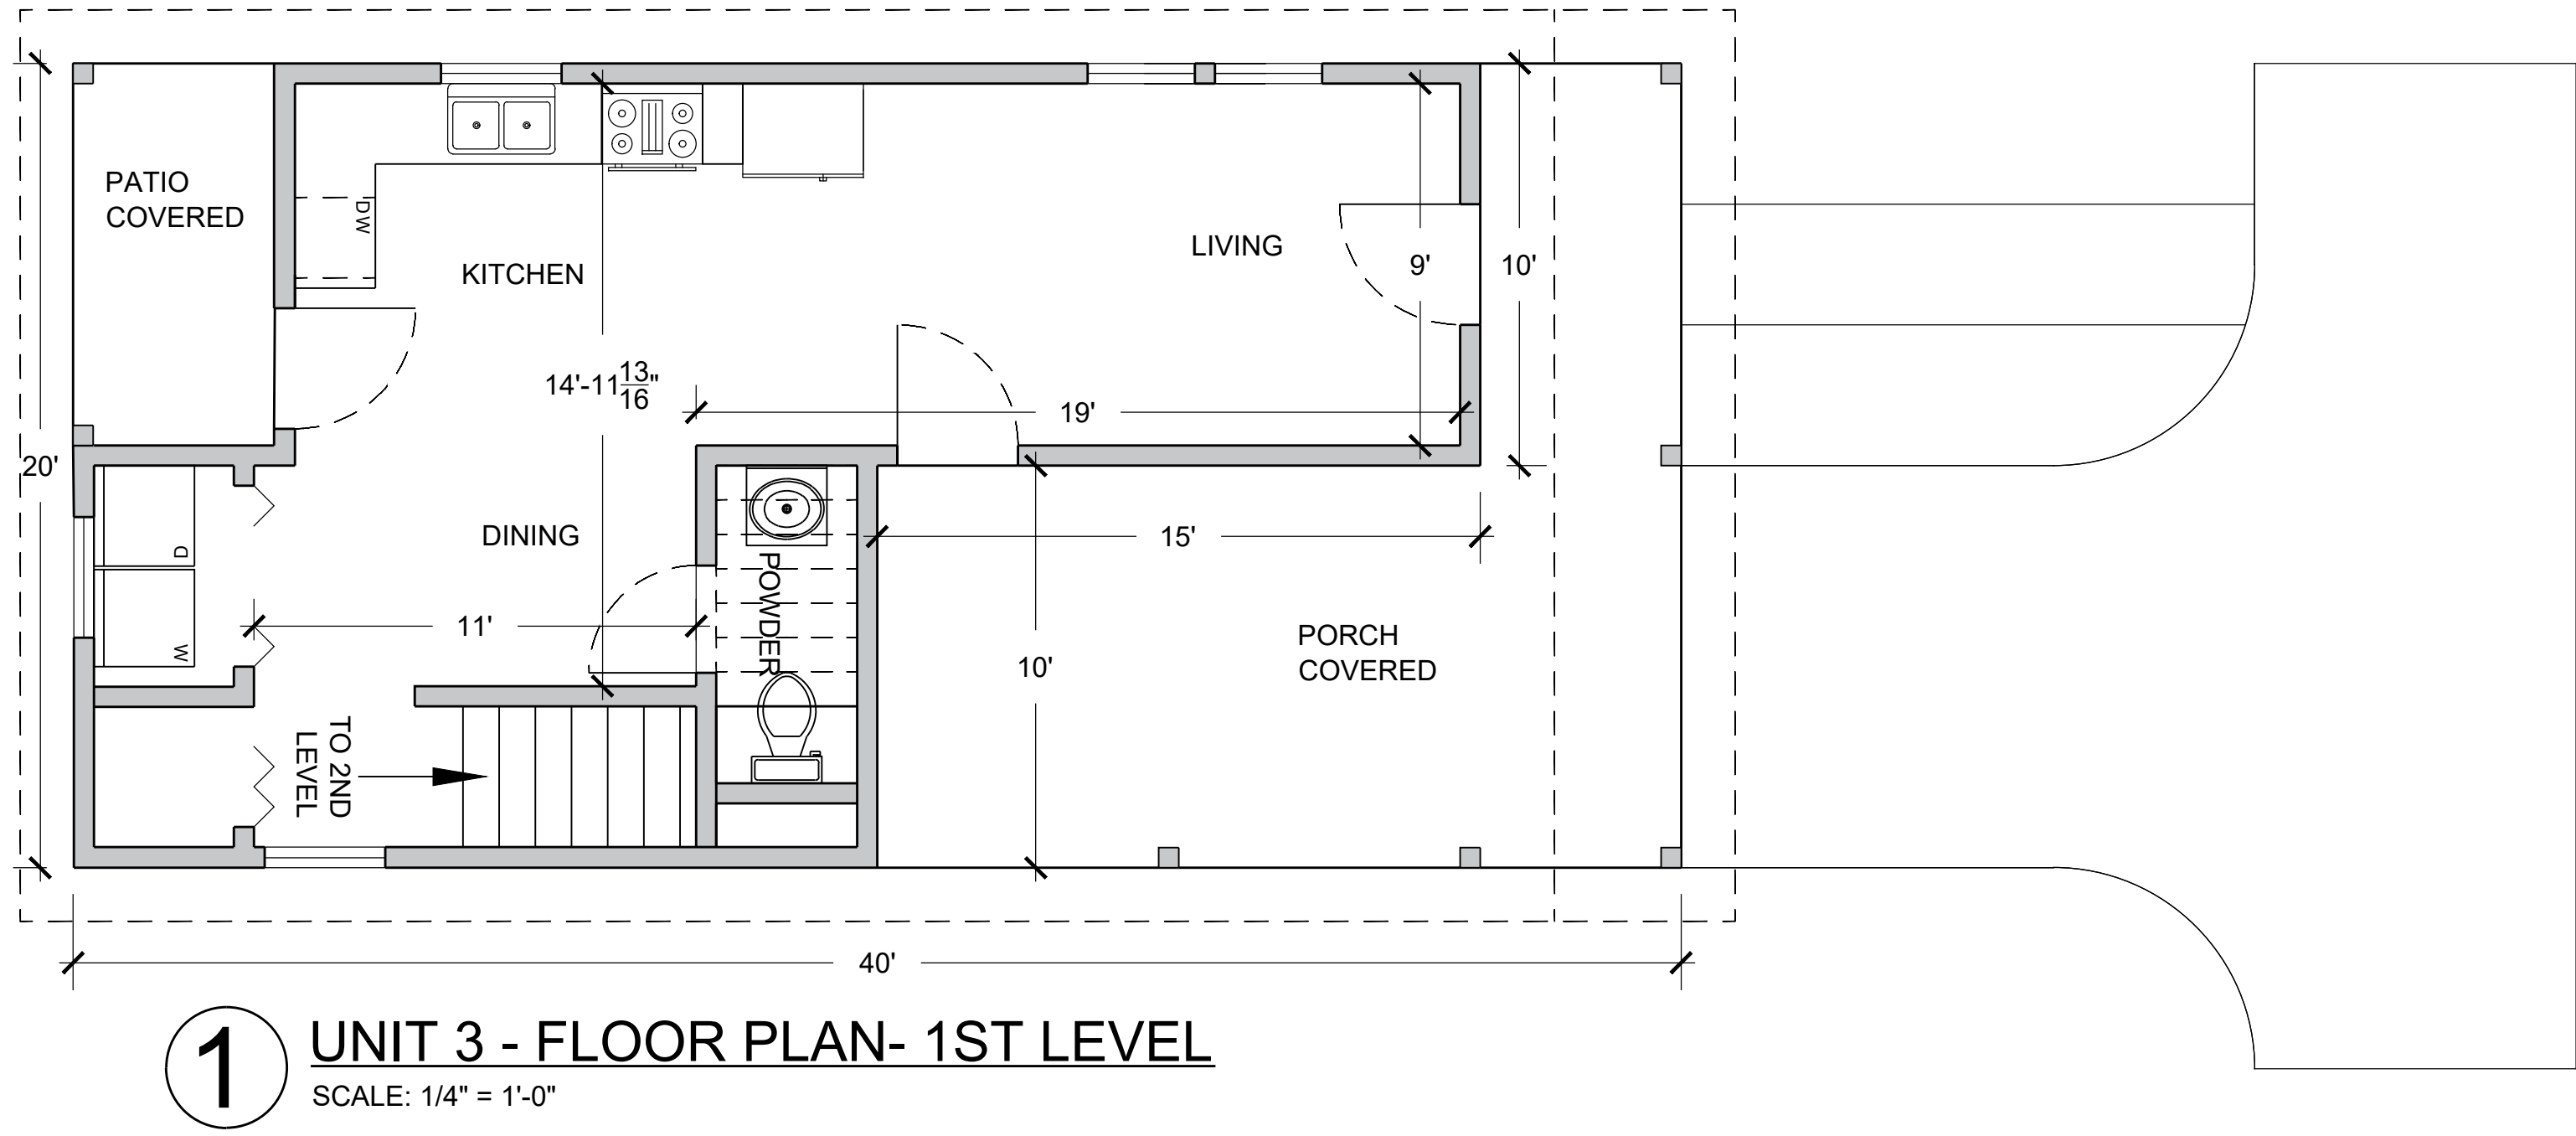 PATIO
COVERED
DW
KITCHEN
LIVING
9'
10'
14'-11 13/16"
19'
20'
D
DINING
15'
POWDER
11'
W
10'
PORCH
COVERED
TO 2ND
LEVEL
40'
1
UNIT 3 - FLOOR PLAN- 1ST LEVEL
SCALE: 1/4" = 1'-0"